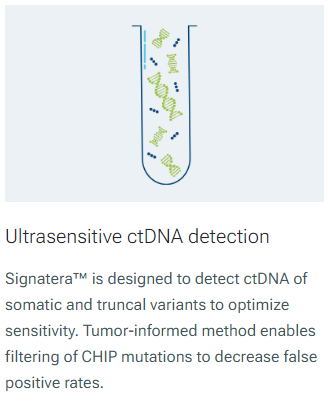 Ultrasensitive ctDNA detection
Signatera™ is designed to detect ctDNA of
somatic and truncal variants to optimize
sensitivity. Tumor-informed method enables
filtering of CHIP mutations to decrease false
positive rates.